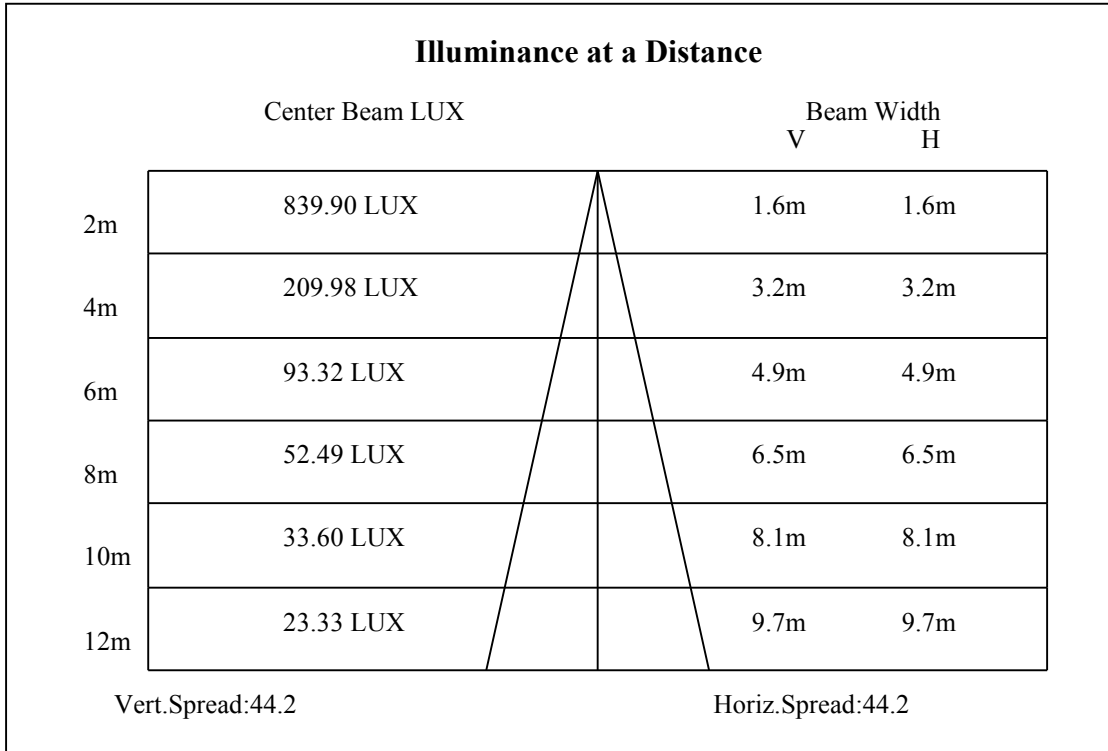 Illuminance at a Distance
Center Beam LUX Beam Width
V H
2m 839.90 LUX 1.6m 1.6m
4m 209.98 LUX 3.2m 3.2m
6m 93.32 LUX 4.9m 4.9m
8m 52.49 LUX 6.5m 6.5m
10m 33.60 LUX 8.1m 8.1m
12m 23.33 LUX 9.7m 9.7m
Vert.Spread:44.2 Horiz.Spread:44.2